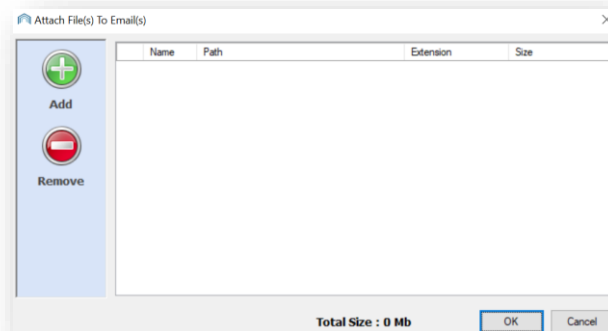 Attach File(s) To Email(s)
Name Path Extension Size
Add
Remove
Total Size : 0 Mb OK Cancel